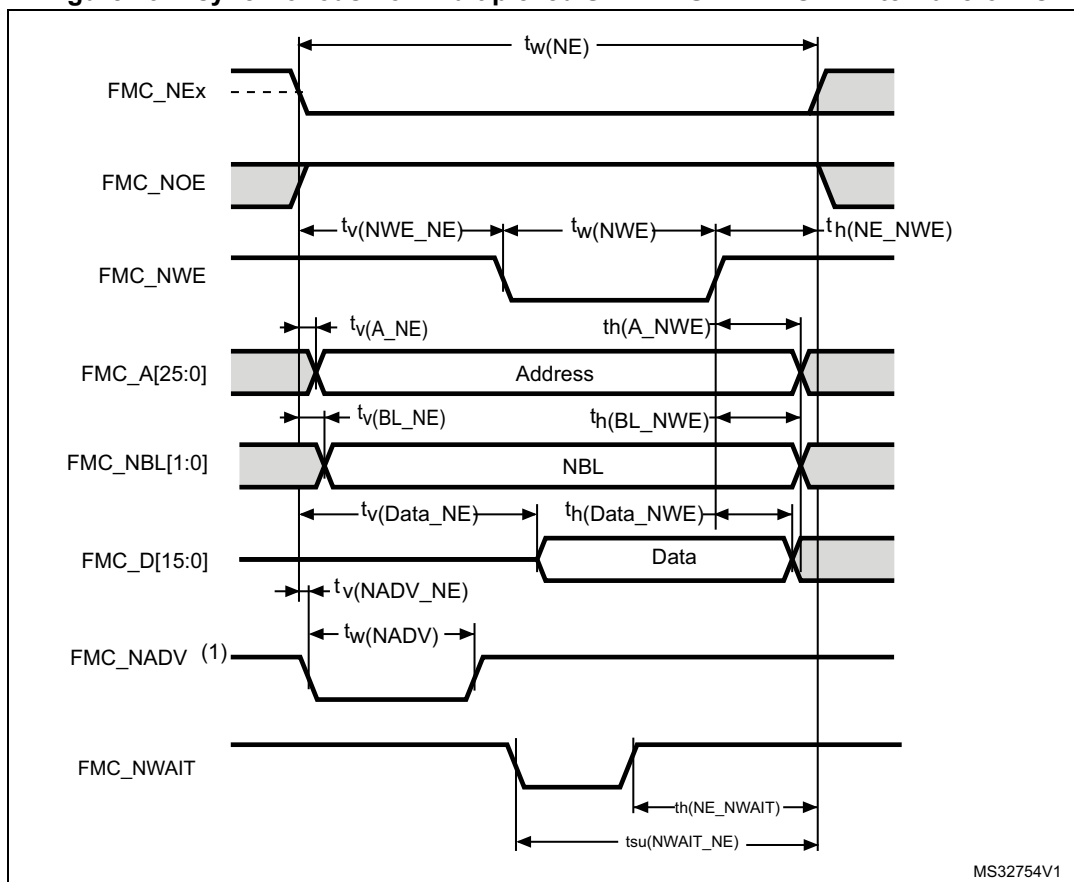 tw(NE)
FMC_NEx
FMC_NOE
tv(NWE_NE)
tw(NWE)
th(NE_NWE)
FMC_NWE
tv(A_NE)
th(A_NWE)
FMC_A[25:0]
Address
tv(BL_NE)
th(BL_NWE)
FMC_NBL[1:0]
NBL
tv(Data_NE)
th(Data_NWE)
FMC_D[15:0]
Data
tv(NADV_NE)
tw(NADV)
FMC_NADV (1)
FMC_NWAIT
th(NE_NWAIT)
tsu(NWAIT_NE)
MS32754V1